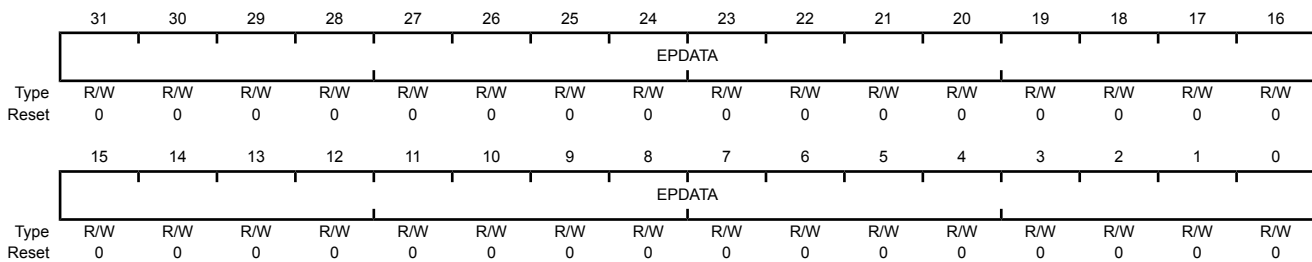 31 30 29 28 27 26 25 24 23 22 21 20 19 18 17 16
EPDATA
Type R/W R/W R/W R/W R/W R/W R/W R/W R/W R/W R/W R/W R/W R/W R/W R/W
Reset 0 0 0 0 0 0 0 0 0 0 0 0 0 0 0 0
15 14 13 12 11 10 9 8 7 6 5 4 3 2 1 0
EPDATA
Type R/W R/W R/W R/W R/W R/W R/W R/W R/W R/W R/W R/W R/W R/W R/W R/W
Reset 0 0 0 0 0 0 0 0 0 0 0 0 0 0 0 0